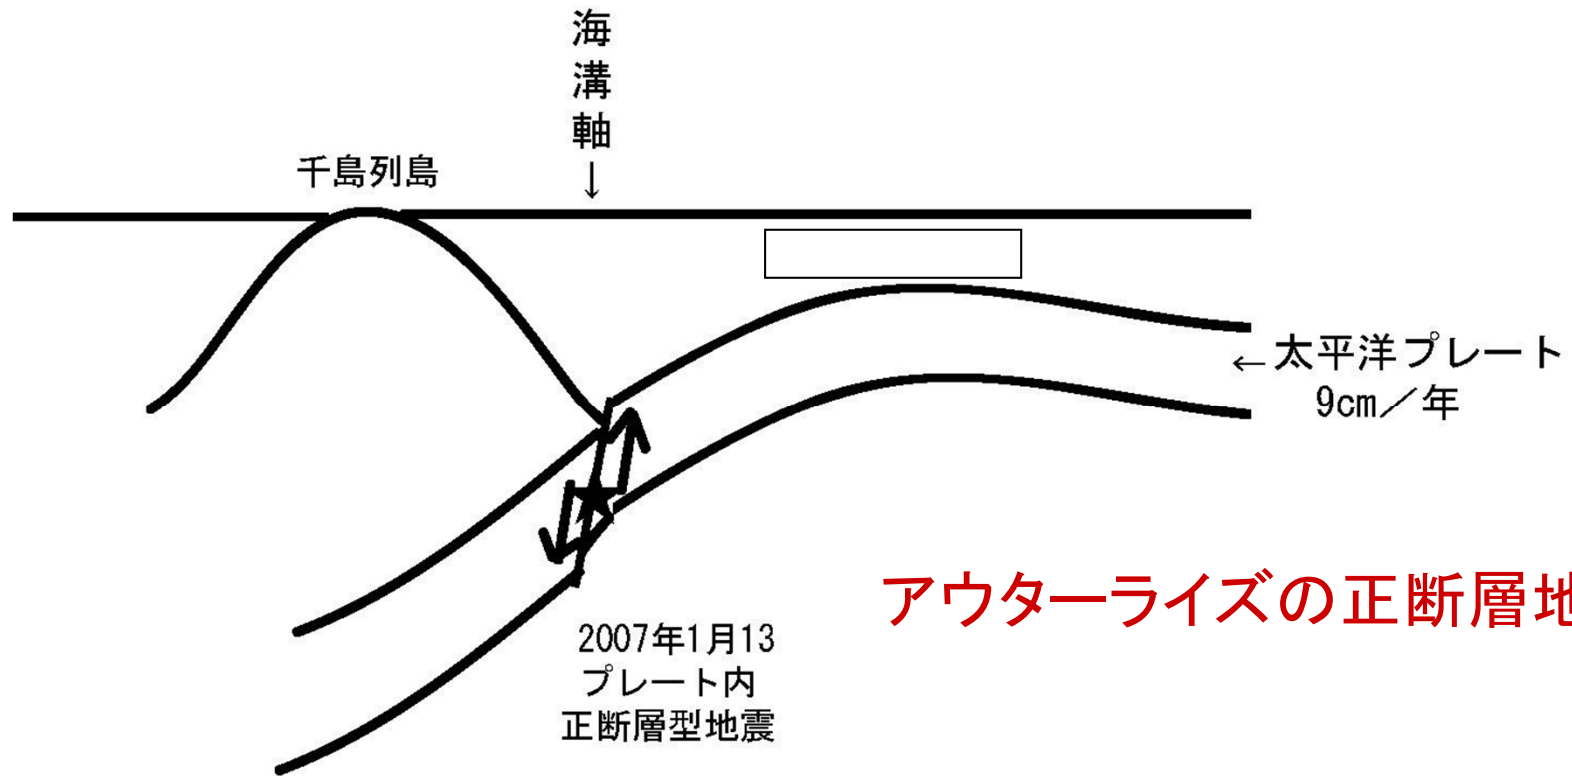 海溝軸
↓
千島列島
←太平洋プレート
9cm／年
アウターライズの正断層地
2007年1月13
プレート内
正断層型地震